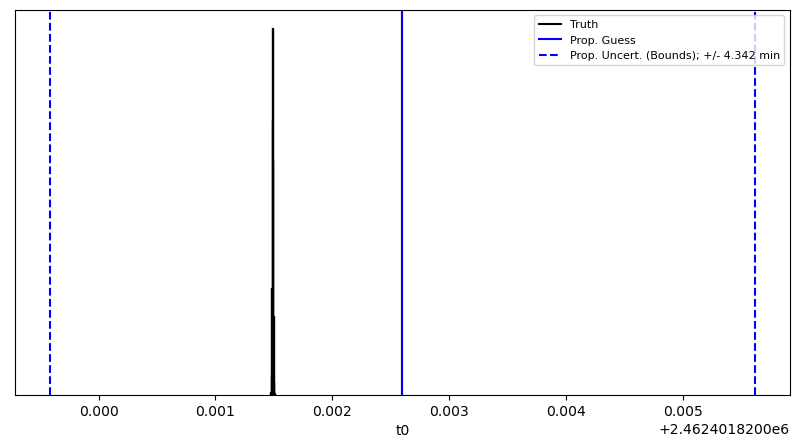 Truth
Prop. Guess
Prop. Uncert. (Bounds); +/- 4.342 min
0.000 0.001 0.002 0.003 0.004 0.005
t0
+2.4624018200e6